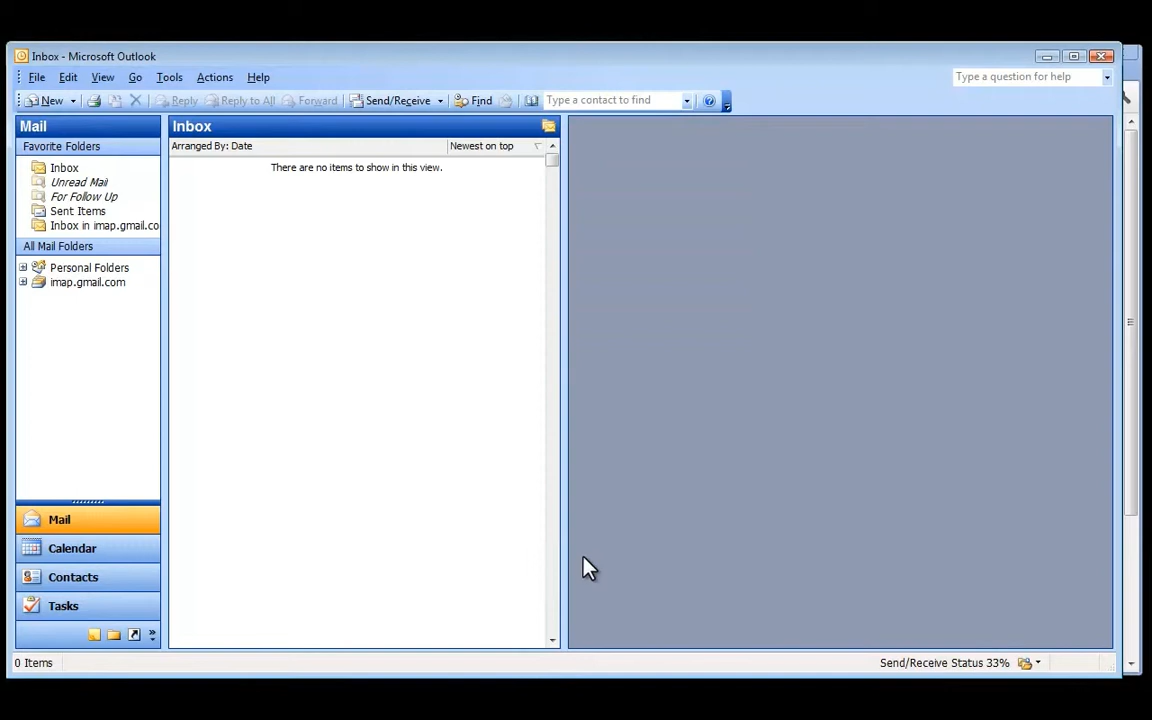 Inbox - Microsoft Outlook
File Edit View Go Tools Actions Help
Type a question for help
New Reply Reply to All Forward Send/Receive Find Type a contact to find
Mail
Favorite Folders
Inbox
Unread Mail
For Follow Up
Sent Items
Inbox in imap.gmail.co
All Mail Folders
Personal Folders
imap.gmail.com
Mail
Calendar
Contacts
Tasks
Inbox
Arranged By: Date Newest on top
There are no items to show in this view.
0 Items
Send/Receive Status 33%